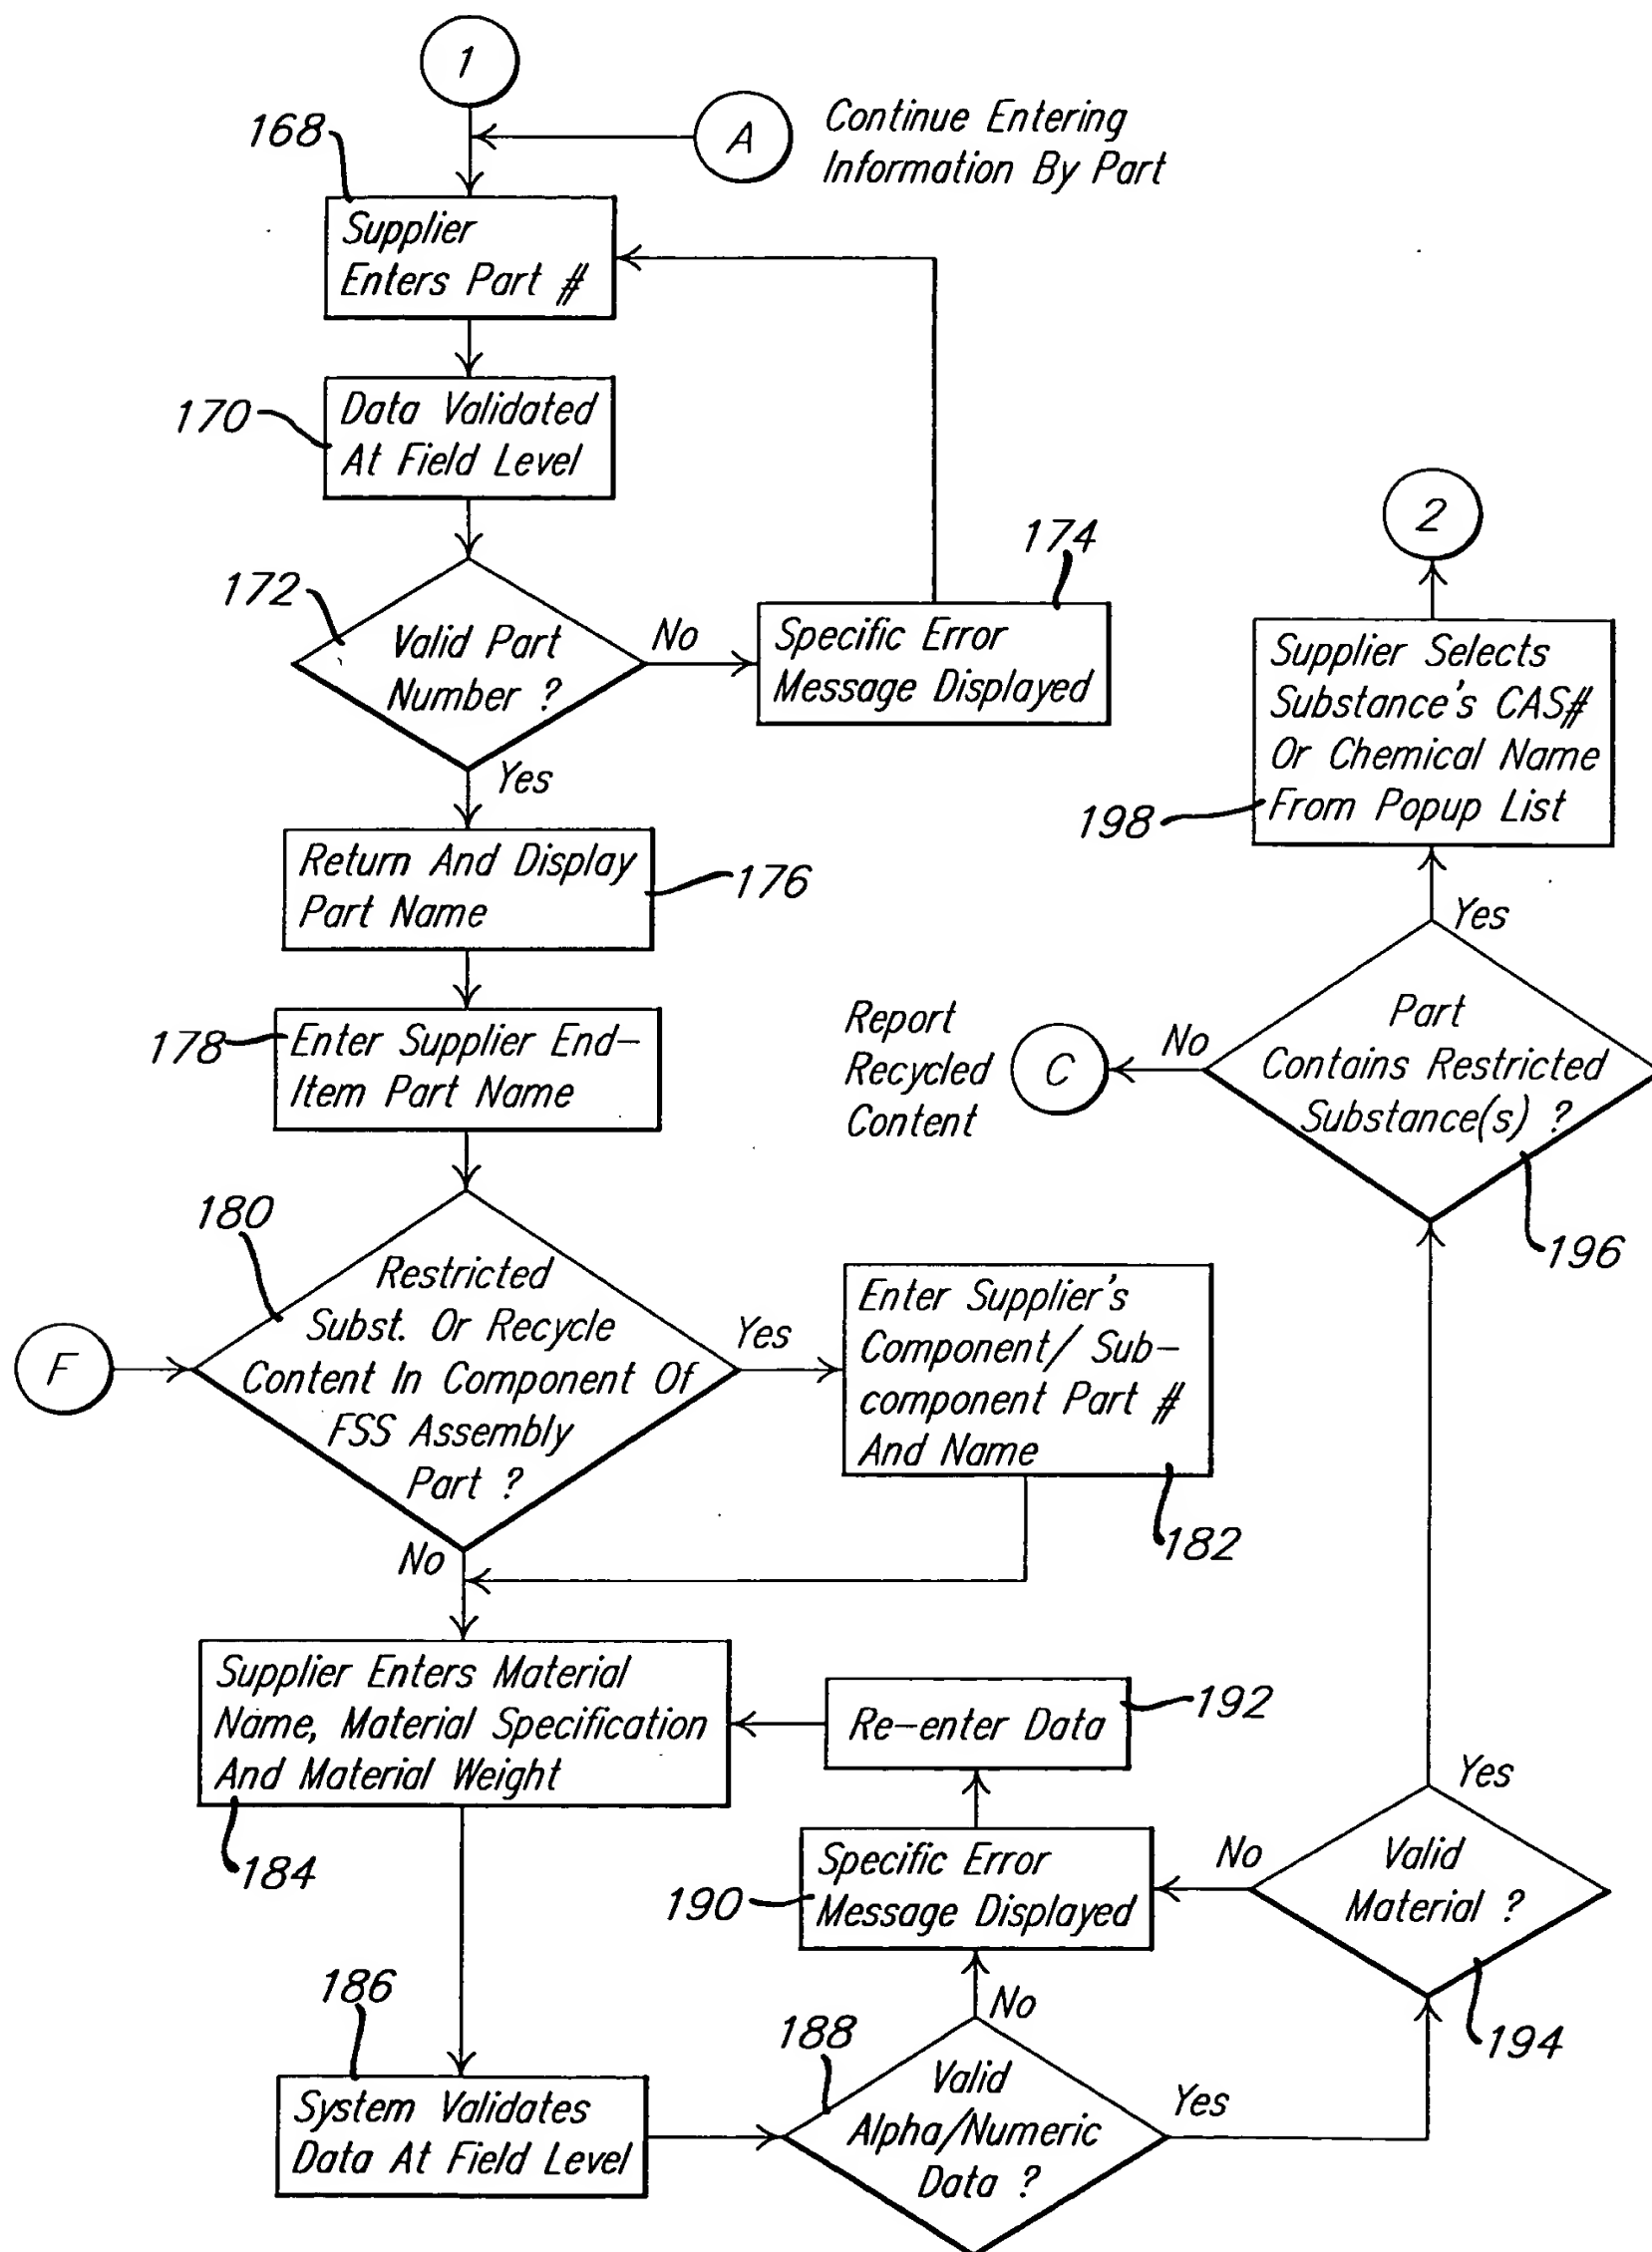 1
A
Continue Entering
Information By Part
168
Supplier
Enters Part #
170
Data Validated
At Field Level
172
Valid Part
Number ?
No
174
Specific Error
Message Displayed
Yes
Return And Display
Part Name
176
178
Enter Supplier End-
Item Part Name
180
F
Restricted
Subst. Or Recycle
Content In Component Of
FSS Assembly
Part ?
Yes
Enter Supplier's
Component/ Sub-
component Part #
And Name
182
No
Supplier Enters Material
Name, Material Specification
And Material Weight
184
186
System Validates
Data At Field Level
188
Valid
Alpha/Numeric
Data ?
No
190
Specific Error
Message Displayed
Re-enter Data
192
Yes
Valid
Material ?
194
No
Yes
Part
Contains Restricted
Substance(s) ?
196
No
C
Report
Recycled
Content
Yes
Supplier Selects
Substance's CAS#
Or Chemical Name
From Popup List
198
2